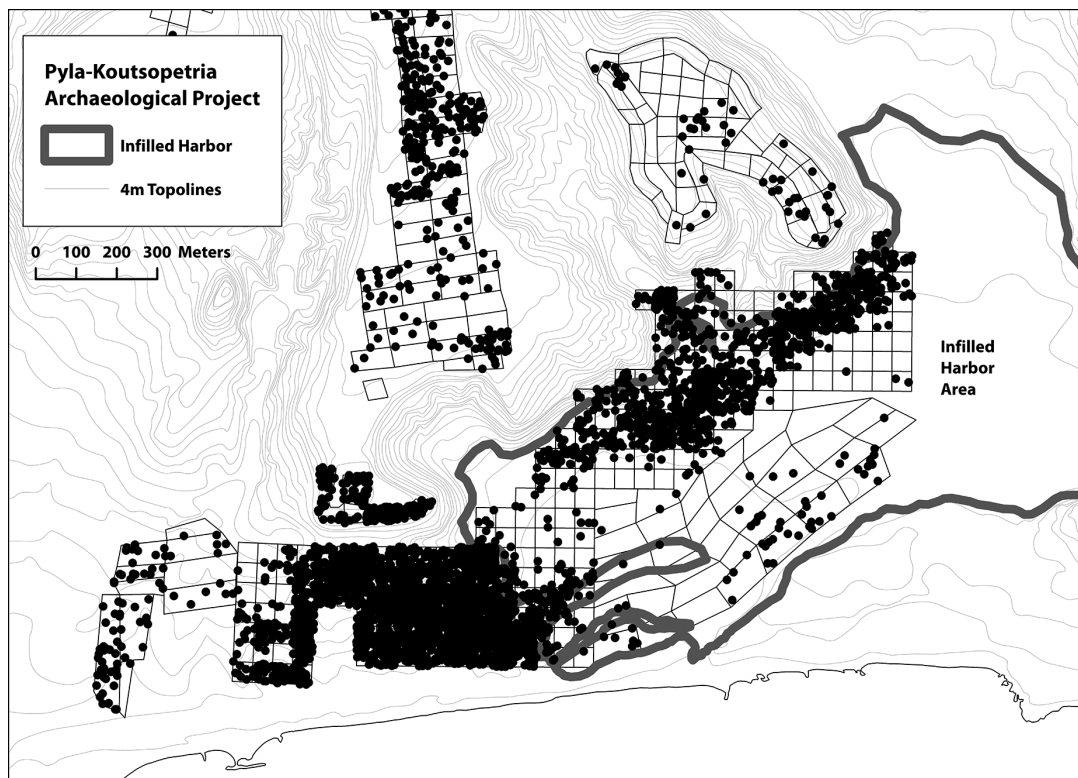 Pyla-Koutsopetria
Archaeological Project
Infilled Harbor
4m Topolines
0 100 200 300 Meters
Infilled
Harbor
Area